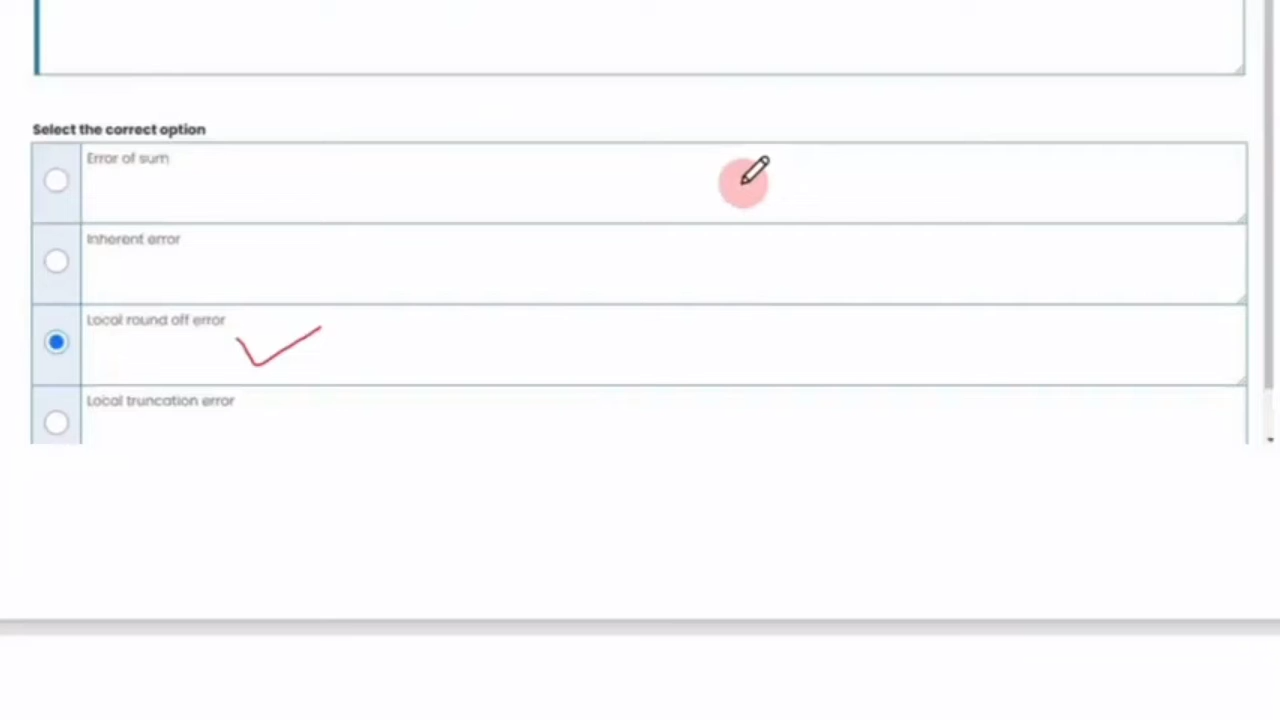 Select the correct option
Error of sum
Inherent error
Local round off error
Local truncation error